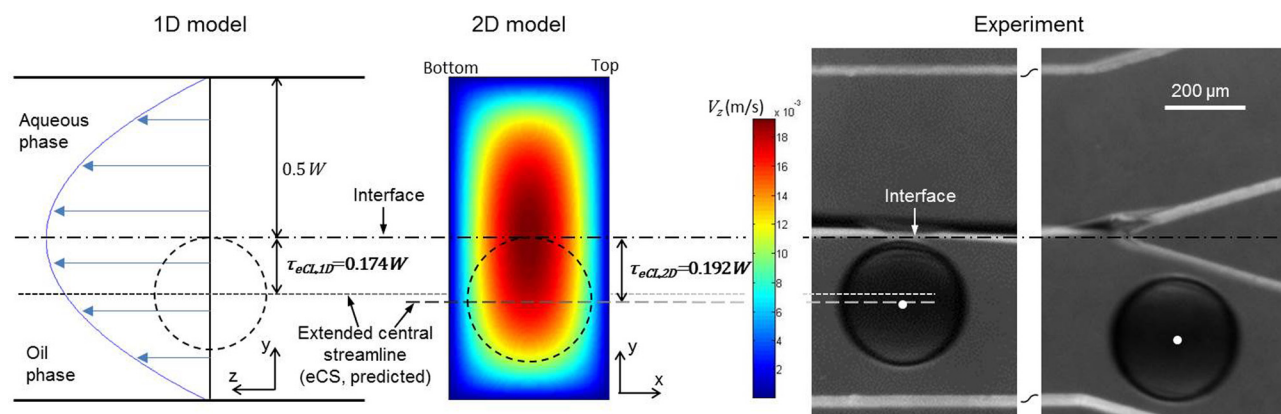 1D model
2D model
Experiment
Bottom
Top
V_z (m/s)
× 10⁻³
18
16
14
12
10
8
6
4
2
200 µm
Aqueous
phase
0.5 W
Interface
Interface
τ_eCL,1D=0.174W
τ_eCL,2D=0.192W
Extended central
streamline
(eCS, predicted)
Oil
phase
y
z
y
x